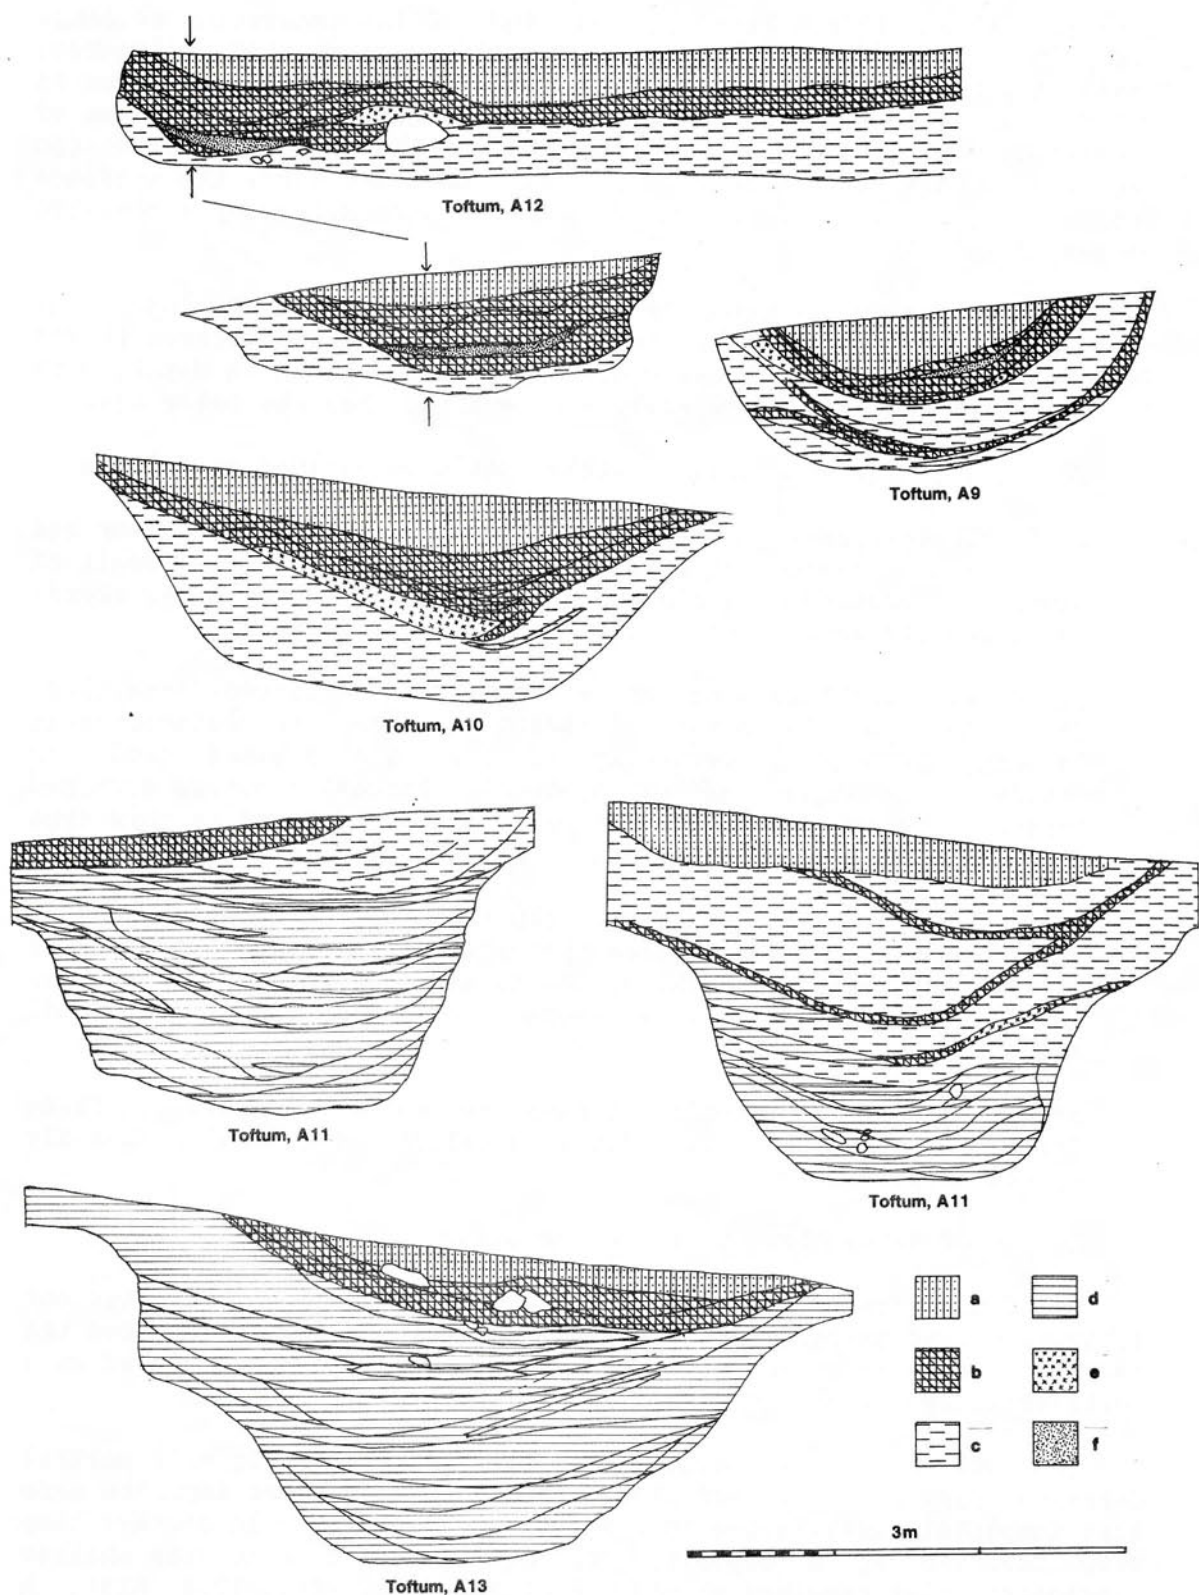 Toftum, A12
Toftum, A9
Toftum, A10
Toftum, A11
Toftum, A11
a d
b e
c f
3m
Toftum, A13